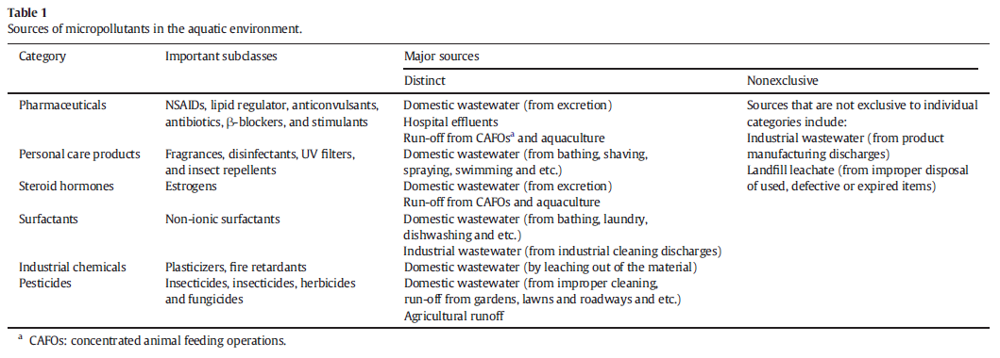 Table 1
Sources of micropollutants in the aquatic environment.
Category Important subclasses Major sources
Distinct Nonexclusive
Pharmaceuticals NSAIDs, lipid regulator, anticonvulsants, Domestic wastewater (from excretion) Sources that are not exclusive to individual
antibiotics, β-blockers, and stimulants Hospital effluents categories include:
Run-off from CAFOsa and aquaculture Industrial wastewater (from product
Personal care products Fragrances, disinfectants, UV filters, Domestic wastewater (from bathing, shaving, manufacturing discharges)
and insect repellents spraying, swimming and etc.) Landfill leachate (from improper disposal
Steroid hormones Estrogens Domestic wastewater (from excretion) of used, defective or expired items)
Run-off from CAFOs and aquaculture
Surfactants Non-ionic surfactants Domestic wastewater (from bathing, laundry,
dishwashing and etc.)
Industrial wastewater (from industrial cleaning discharges)
Industrial chemicals Plasticizers, fire retardants Domestic wastewater (by leaching out of the material)
Pesticides Insecticides, insecticides, herbicides Domestic wastewater (from improper cleaning,
and fungicides run-off from gardens, lawns and roadways and etc.)
Agricultural runoff
a CAFOs: concentrated animal feeding operations.